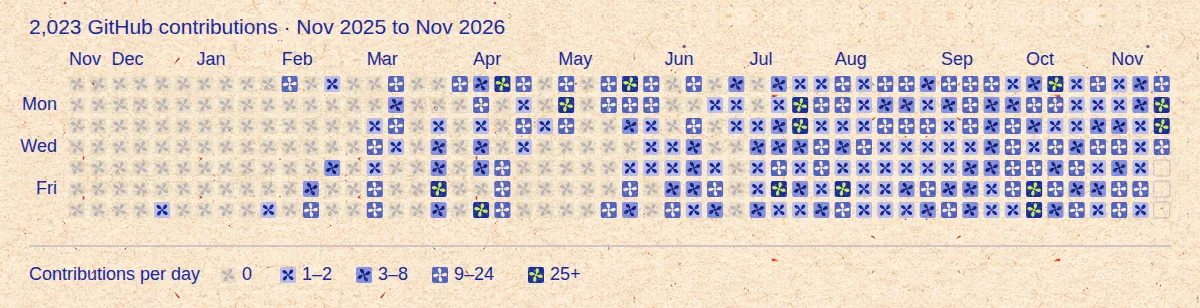 2,023 GitHub contributions · Nov 2025 to Nov 2026
Nov Dec Jan Feb Mar Apr May Jun Jul Aug Sep Oct Nov
Mon
Wed
Fri
Contributions per day 0 1–2 3–8 9–24 25+